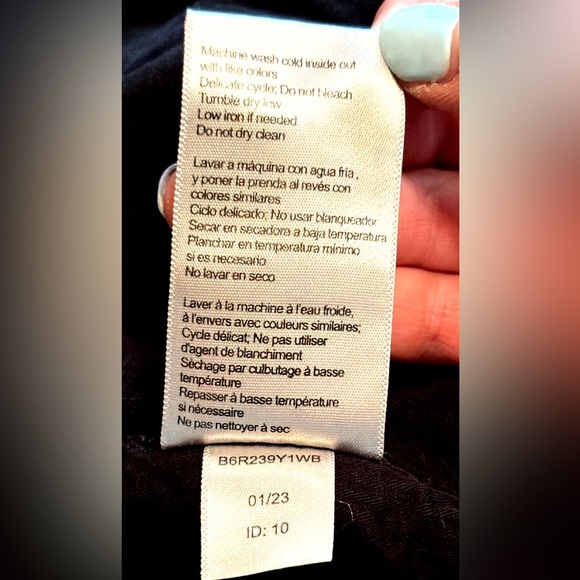 Machine wash cold inside out
with like colors
Delicate cycle; Do not bleach
Tumble dry low
Low iron if needed
Do not dry clean
Lavar a máquina con agua fría,
y poner la prenda al revés con
colores similares
Ciclo delicado; No usar blanqueador
Secar en secadora a baja temperatura
Planchar en temperatura mínimo
si es necesario
No lavar en seco
Laver à la machine à l'eau froide,
à l'envers avec couleurs similaires;
Cycle délicat; Ne pas utiliser
d'agent de blanchiment
Séchage par culbutage à basse
température
Repasser à basse température
si nécessaire
Ne pas nettoyer à sec
B6R239Y1WB
01/23
ID: 10